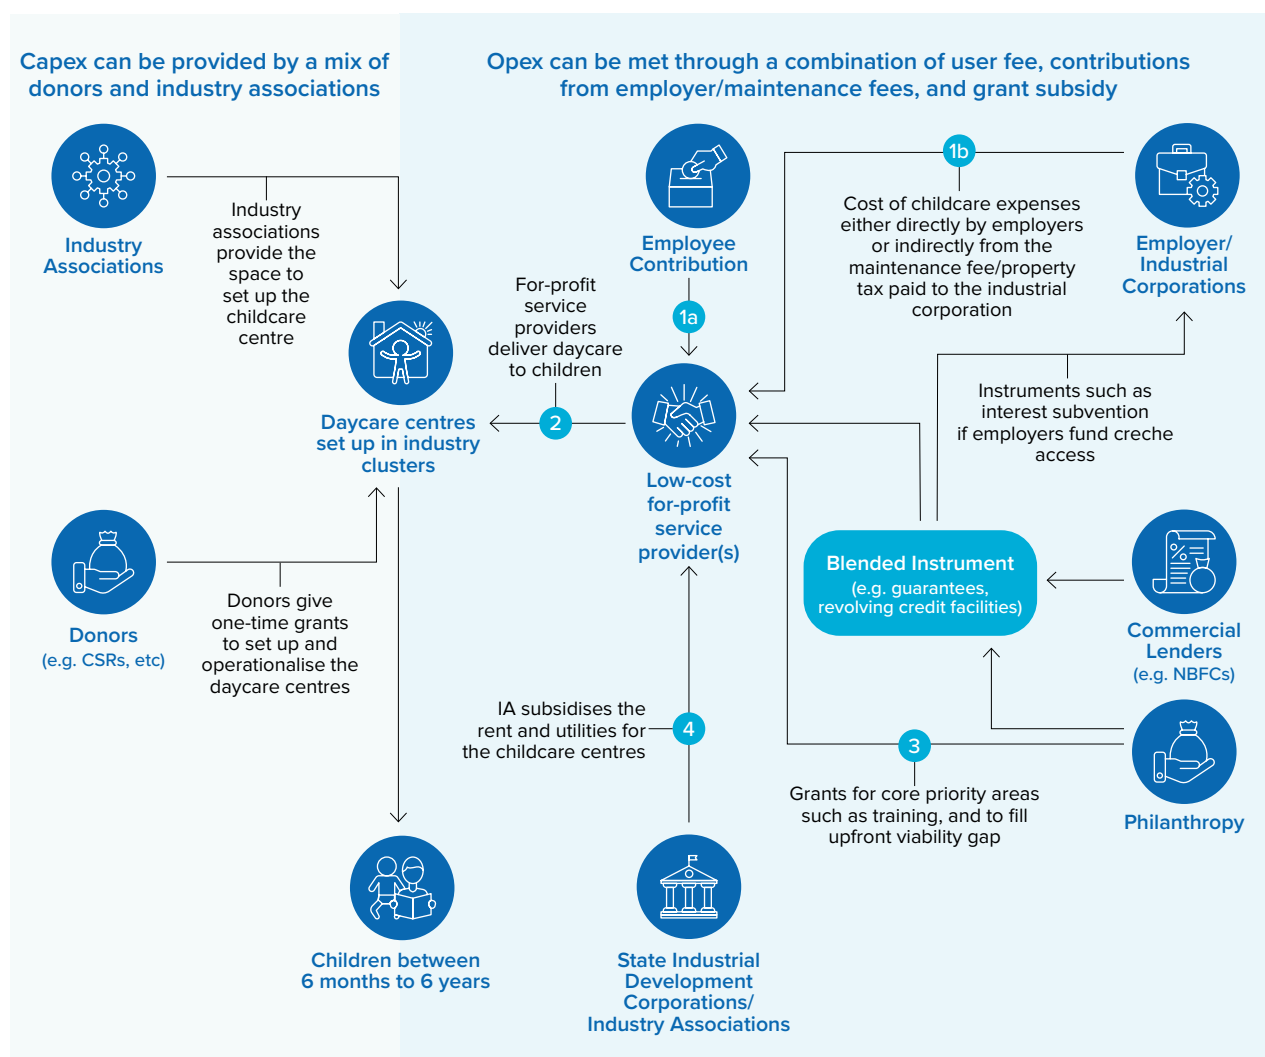 Capex can be provided by a mix of
donors and industry associations
Opex can be met through a combination of user fee, contributions
from employer/maintenance fees, and grant subsidy
Industry
Associations
Industry
associations
provide the
space to
set up the
childcare
centre
Employee
Contribution
1a
1b
Cost of childcare expenses
either directly by employers
or indirectly from the
maintenance fee/property
tax paid to the industrial
corporation
Employer/
Industrial
Corporations
For-profit
service
providers
deliver daycare
to children
2
Daycare centres
set up in industry
clusters
Low-cost
for-profit
service
provider(s)
Instruments such as
interest subvention
if employers fund creche
access
Donors
(e.g. CSRs, etc)
Donors give
one-time grants
to set up and
operationalise the
daycare centres
Blended Instrument
(e.g. guarantees,
revolving credit facilities)
Commercial
Lenders
(e.g. NBFCs)
IA subsidises the
rent and utilities for
the childcare centres
4
3
Grants for core priority areas
such as training, and to fill
upfront viability gap
Philanthropy
Children between
6 months to 6 years
State Industrial
Development
Corporations/
Industry Associations